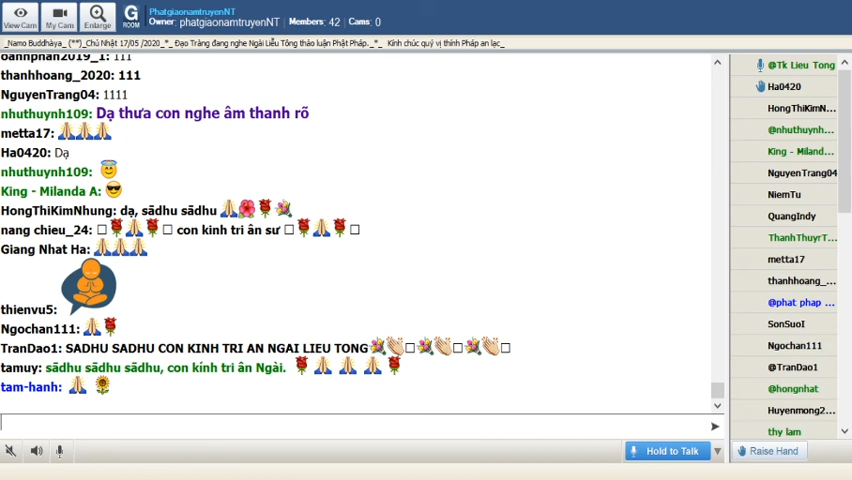 View Cam
My Cam
Enlarge
G ROOM
PhatgiaonamtruyenNT
Owner: phatgiaonamtruyenNT Members: 42 Cams: 0
_Namo Buddhàya_ (**)_Chủ Nhật 17/05 /2020_*_ Đạo Tràng đang nghe Ngài Liễu Tông thảo luận Phật Pháp._*_ Kính chúc quý vị thính Pháp an lạc_
oanhphan2019_1: 111
thanhhoang_2020: 111
NguyenTrang04: 1111
nhuthuynh109: Dạ thưa con nghe âm thanh rõ
metta17: 🙏🙏🙏
Ha0420: Dạ
nhuthuynh109: 😇
King - Milanda A: 😎
HongThiKimNhung: dạ, sādhu sādhu 🙏🌺🌹💐
nang chieu_24: □🌹🙏🌹□ con kinh tri ân sư □🌹🙏🌹□
Giang Nhat Ha: 🙏🙏🙏
thienvu5:
Ngochan111: 🙏🌹
TranDao1: SADHU SADHU CON KINH TRI AN NGAI LIEU TONG 💐👏□💐👏□💐👏□
tamuy: sādhu sādhu sādhu, con kính tri ân Ngài. 🌹🙏🙏🙏🌹
tam-hanh: 🙏 🌻
Hold to Talk
@Tk Lieu Tong
Ha0420
HongThiKimN...
@nhuthuynh...
King - Miland...
NguyenTrang04
NiemTu
QuangIndy
ThanhThuyrT...
metta17
thanhhoang_...
@phat phap ...
SonSuoI
Ngochan111
@TranDao1
@hongnhat
Huyenmong2...
thy lam
Raise Hand